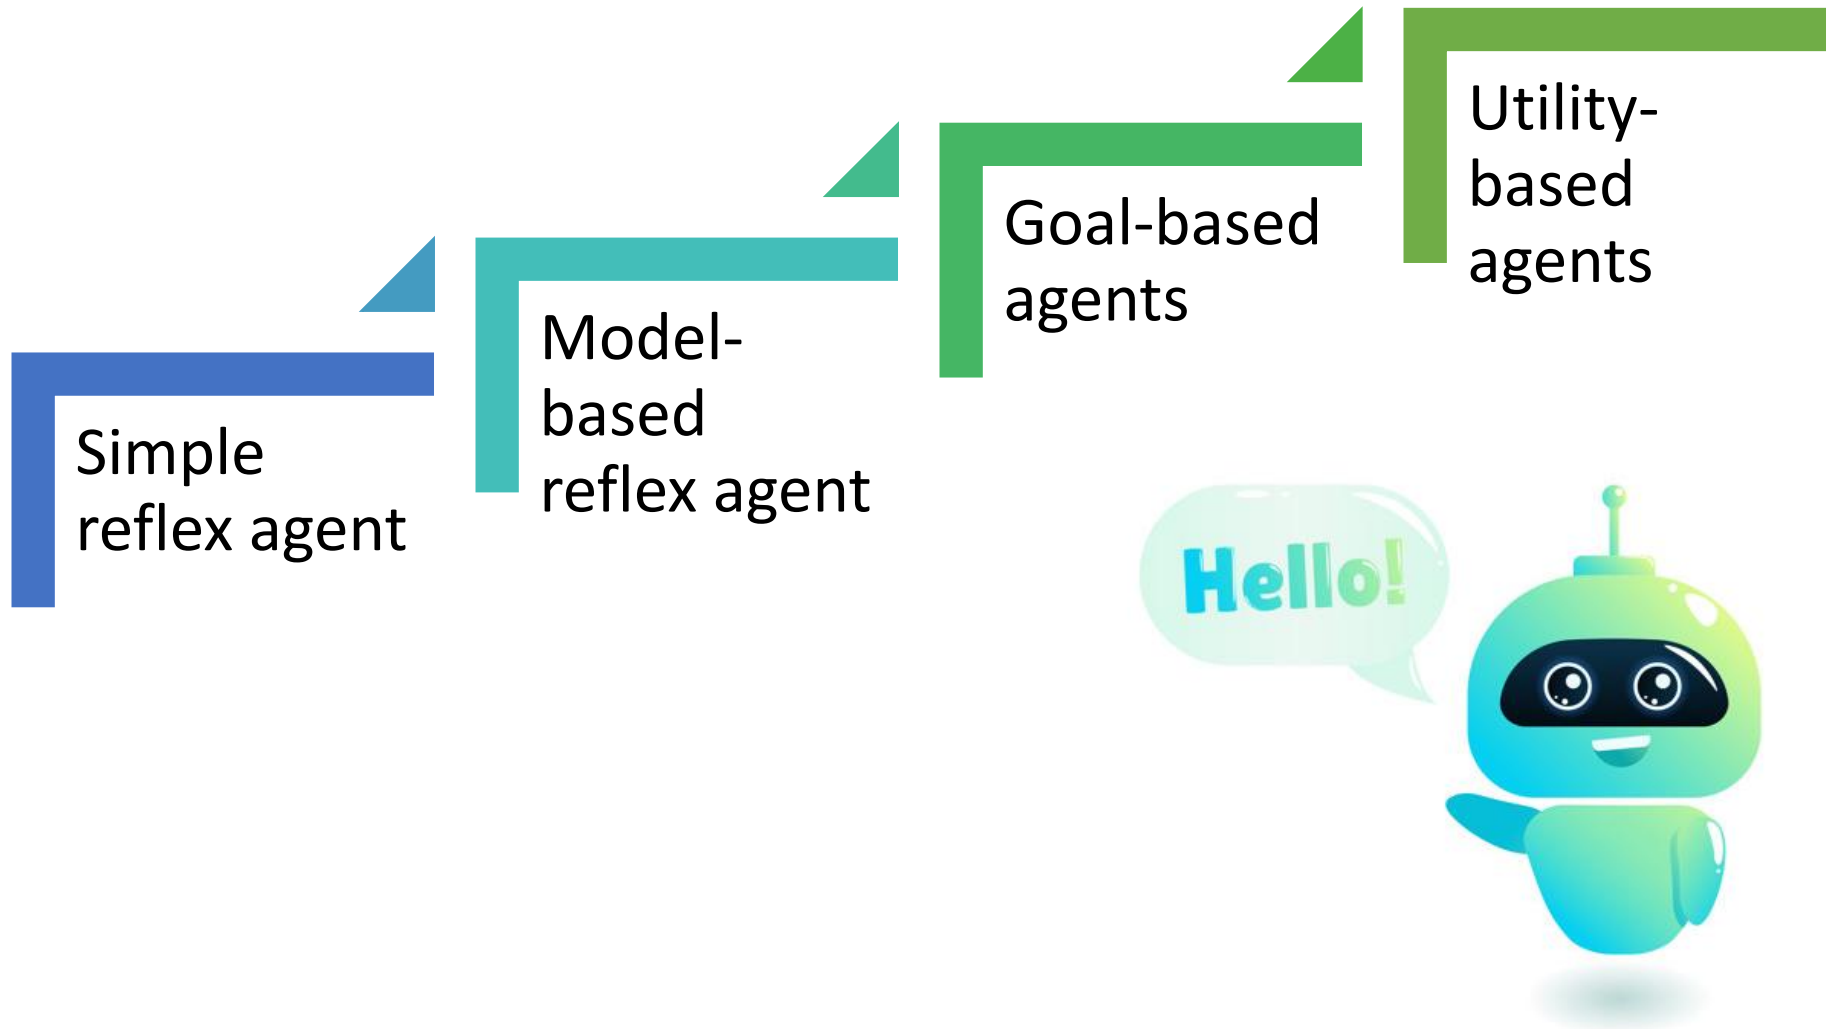 Simple
reflex agent
Model-
based
reflex agent
Goal-based
agents
Utility-
based
agents
Hello!